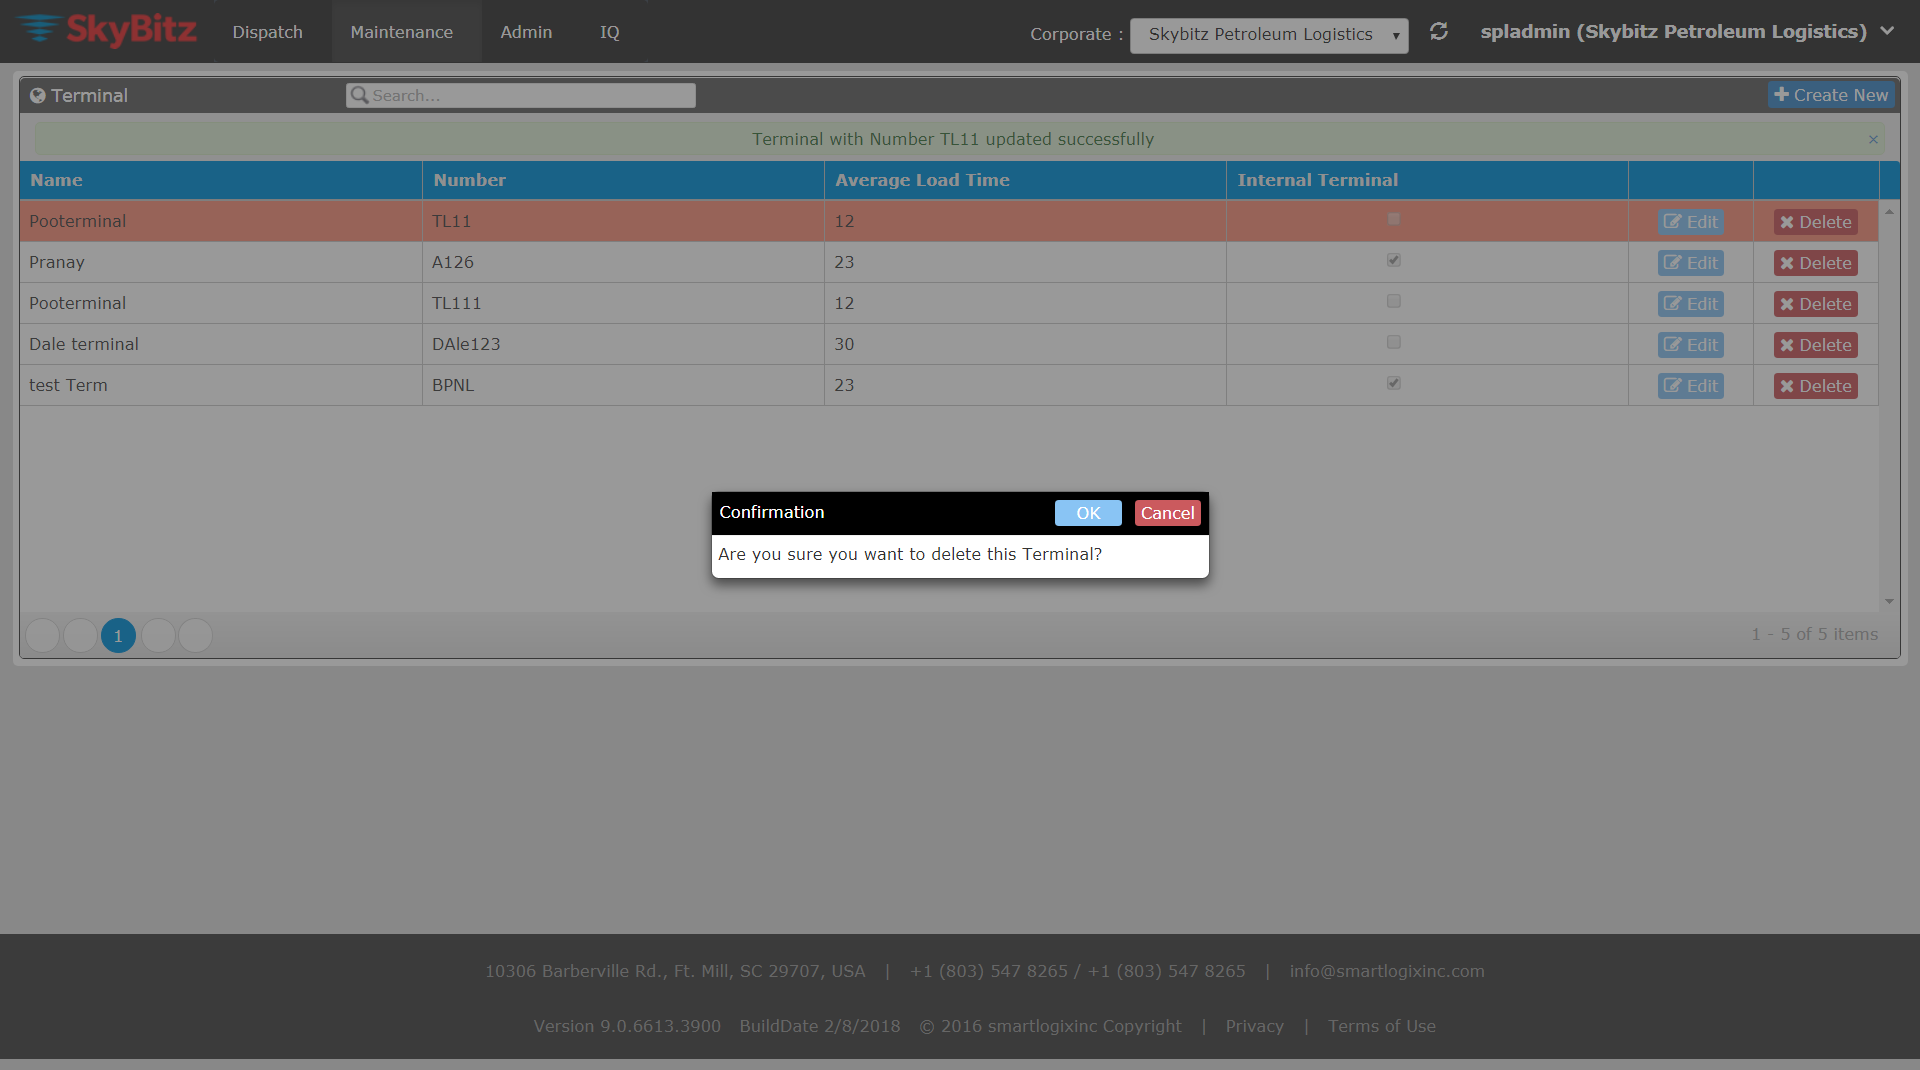 SkyBitz Dispatch Maintenance Admin IQ Corporate : Skybitz Petroleum Logistics spladmin (Skybitz Petroleum Logistics)
Terminal Search... Create New
Terminal with Number TL11 updated successfully ×
Name Number Average Load Time Internal Terminal
Pooterminal TL11 12 Edit Delete
Pranay A126 23 Edit Delete
Pooterminal TL111 12 Edit Delete
Dale terminal DAle123 30 Edit Delete
test Term BPNL 23 Edit Delete
Confirmation OK Cancel
Are you sure you want to delete this Terminal?
1 1 - 5 of 5 items
10306 Barberville Rd., Ft. Mill, SC 29707, USA | +1 (803) 547 8265 / +1 (803) 547 8265 | info@smartlogixinc.com
Version 9.0.6613.3900 BuildDate 2/8/2018 © 2016 smartlogixinc Copyright | Privacy | Terms of Use